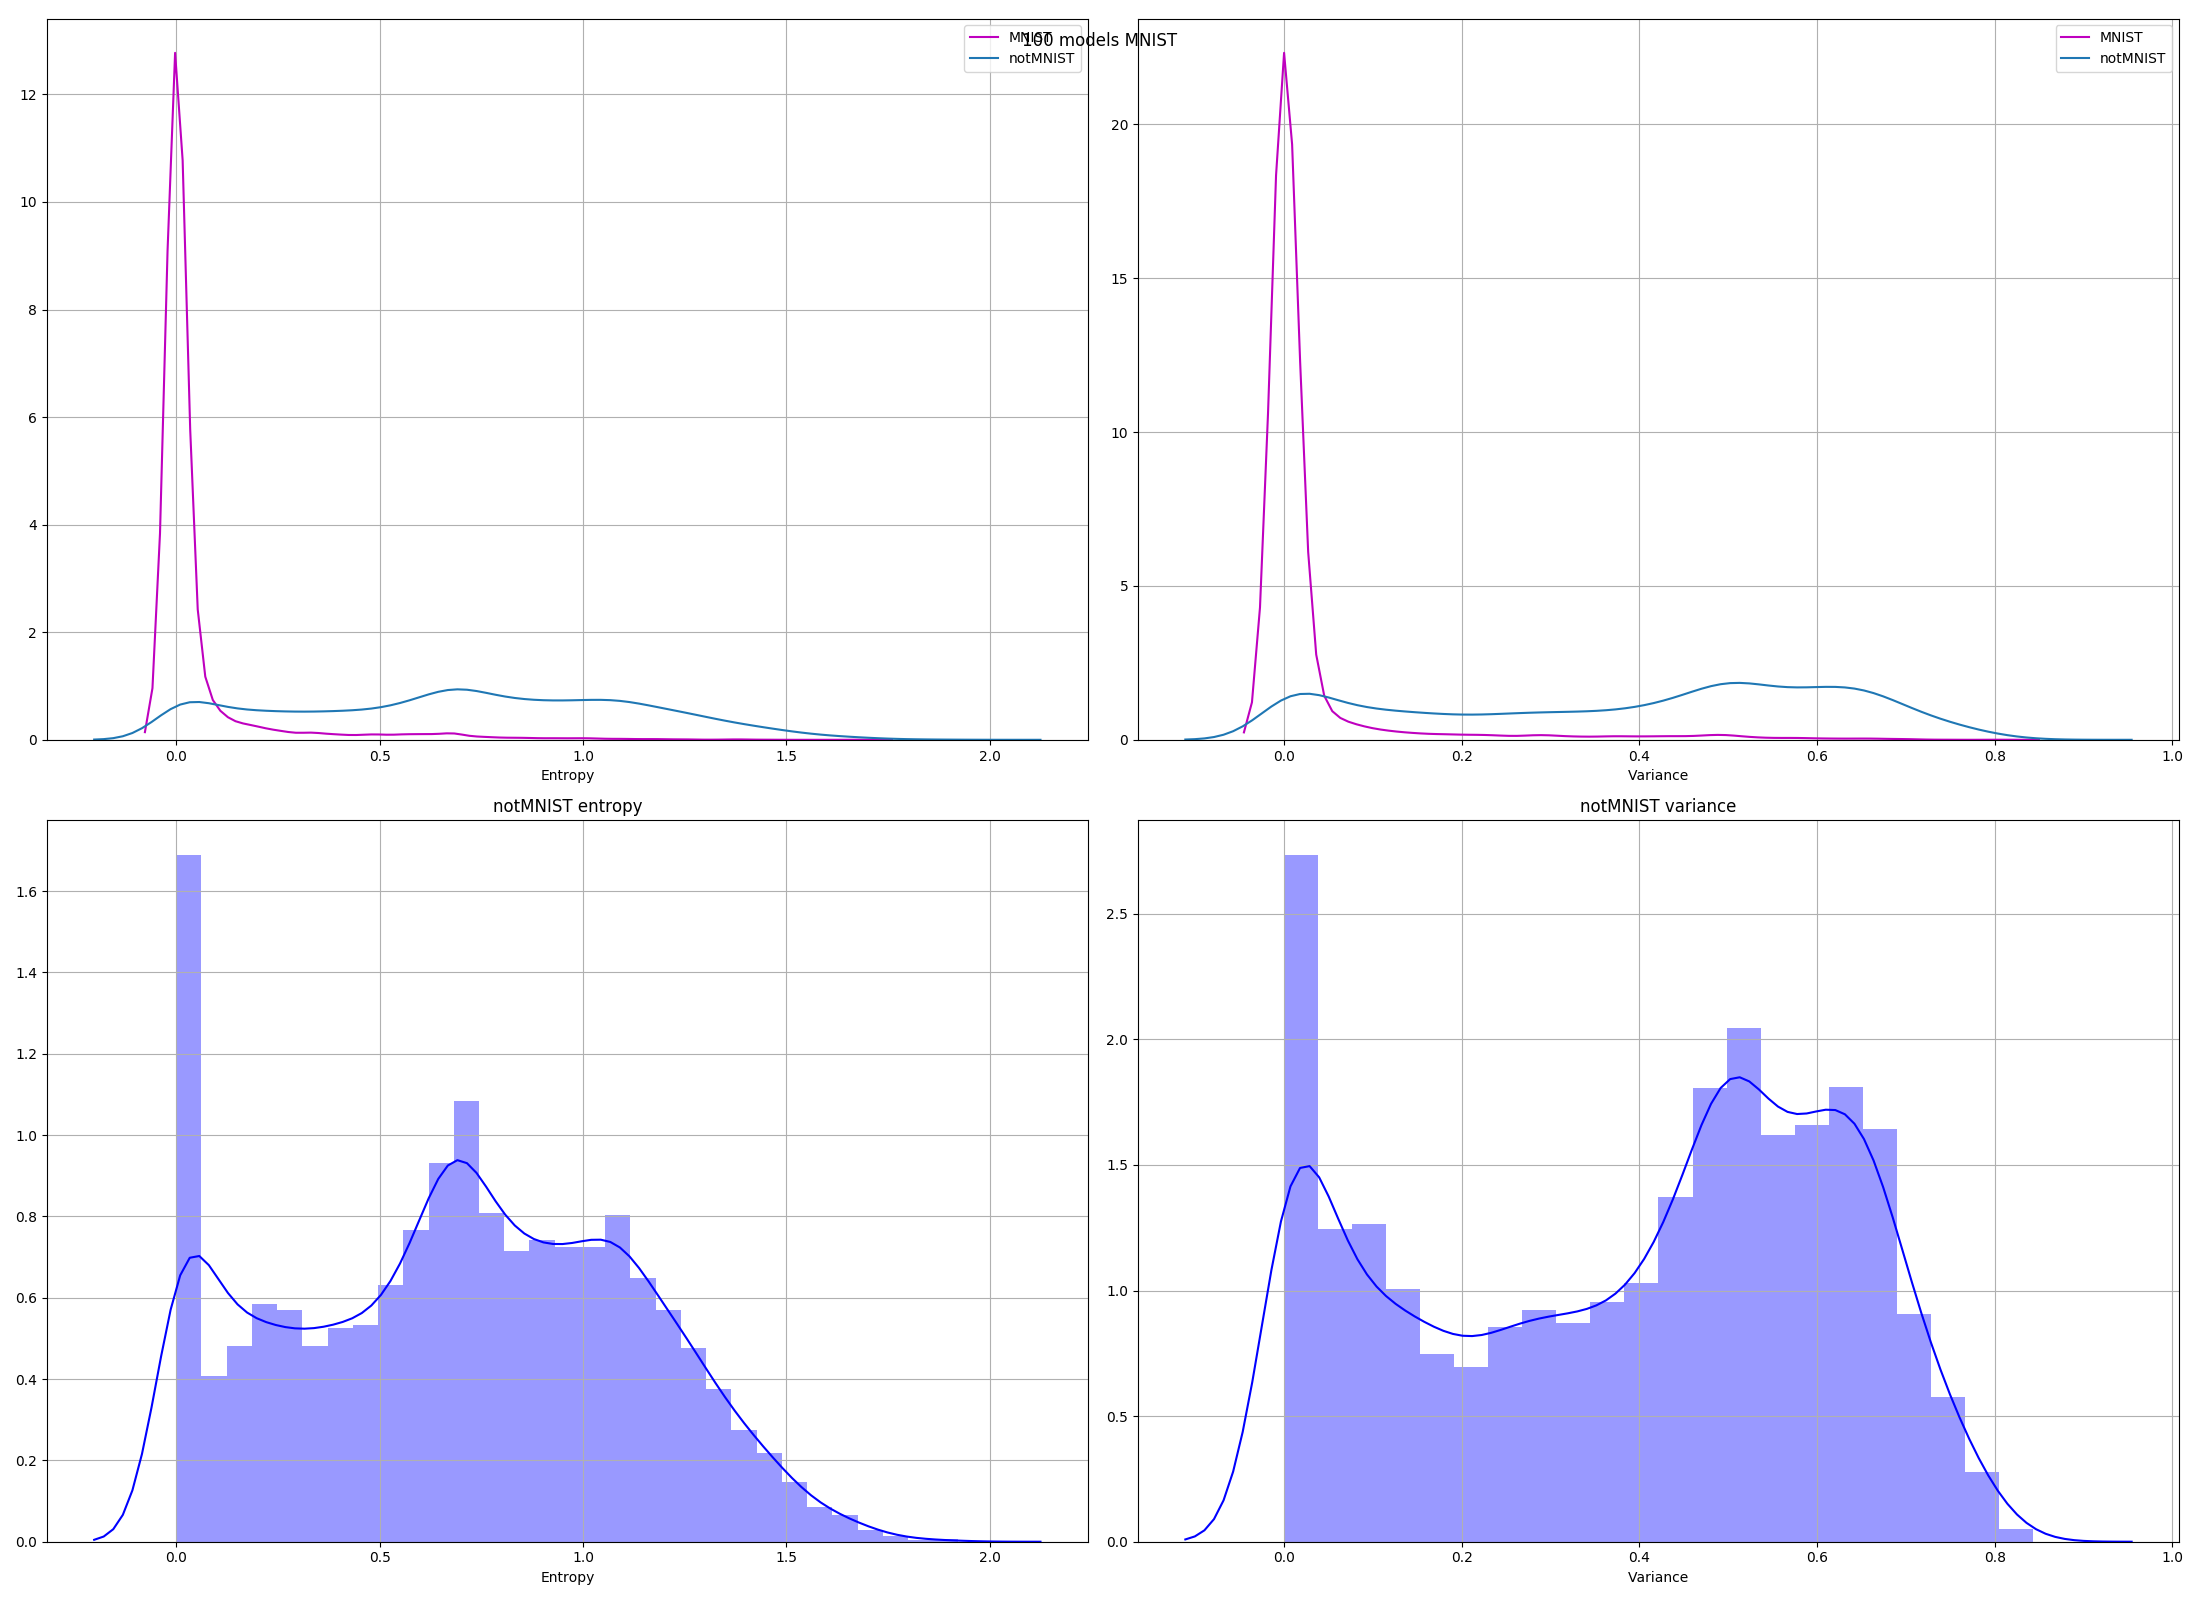 100 models MNIST
MNIST
notMNIST
12
10
8
6
4
2
0
0.0 0.5 1.0 1.5 2.0
Entropy
MNIST
notMNIST
20
15
10
5
0
0.0 0.2 0.4 0.6 0.8 1.0
Variance
notMNIST entropy
1.6
1.4
1.2
1.0
0.8
0.6
0.4
0.2
0.0
0.0 0.5 1.0 1.5 2.0
Entropy
notMNIST variance
2.5
2.0
1.5
1.0
0.5
0.0
0.0 0.2 0.4 0.6 0.8 1.0
Variance